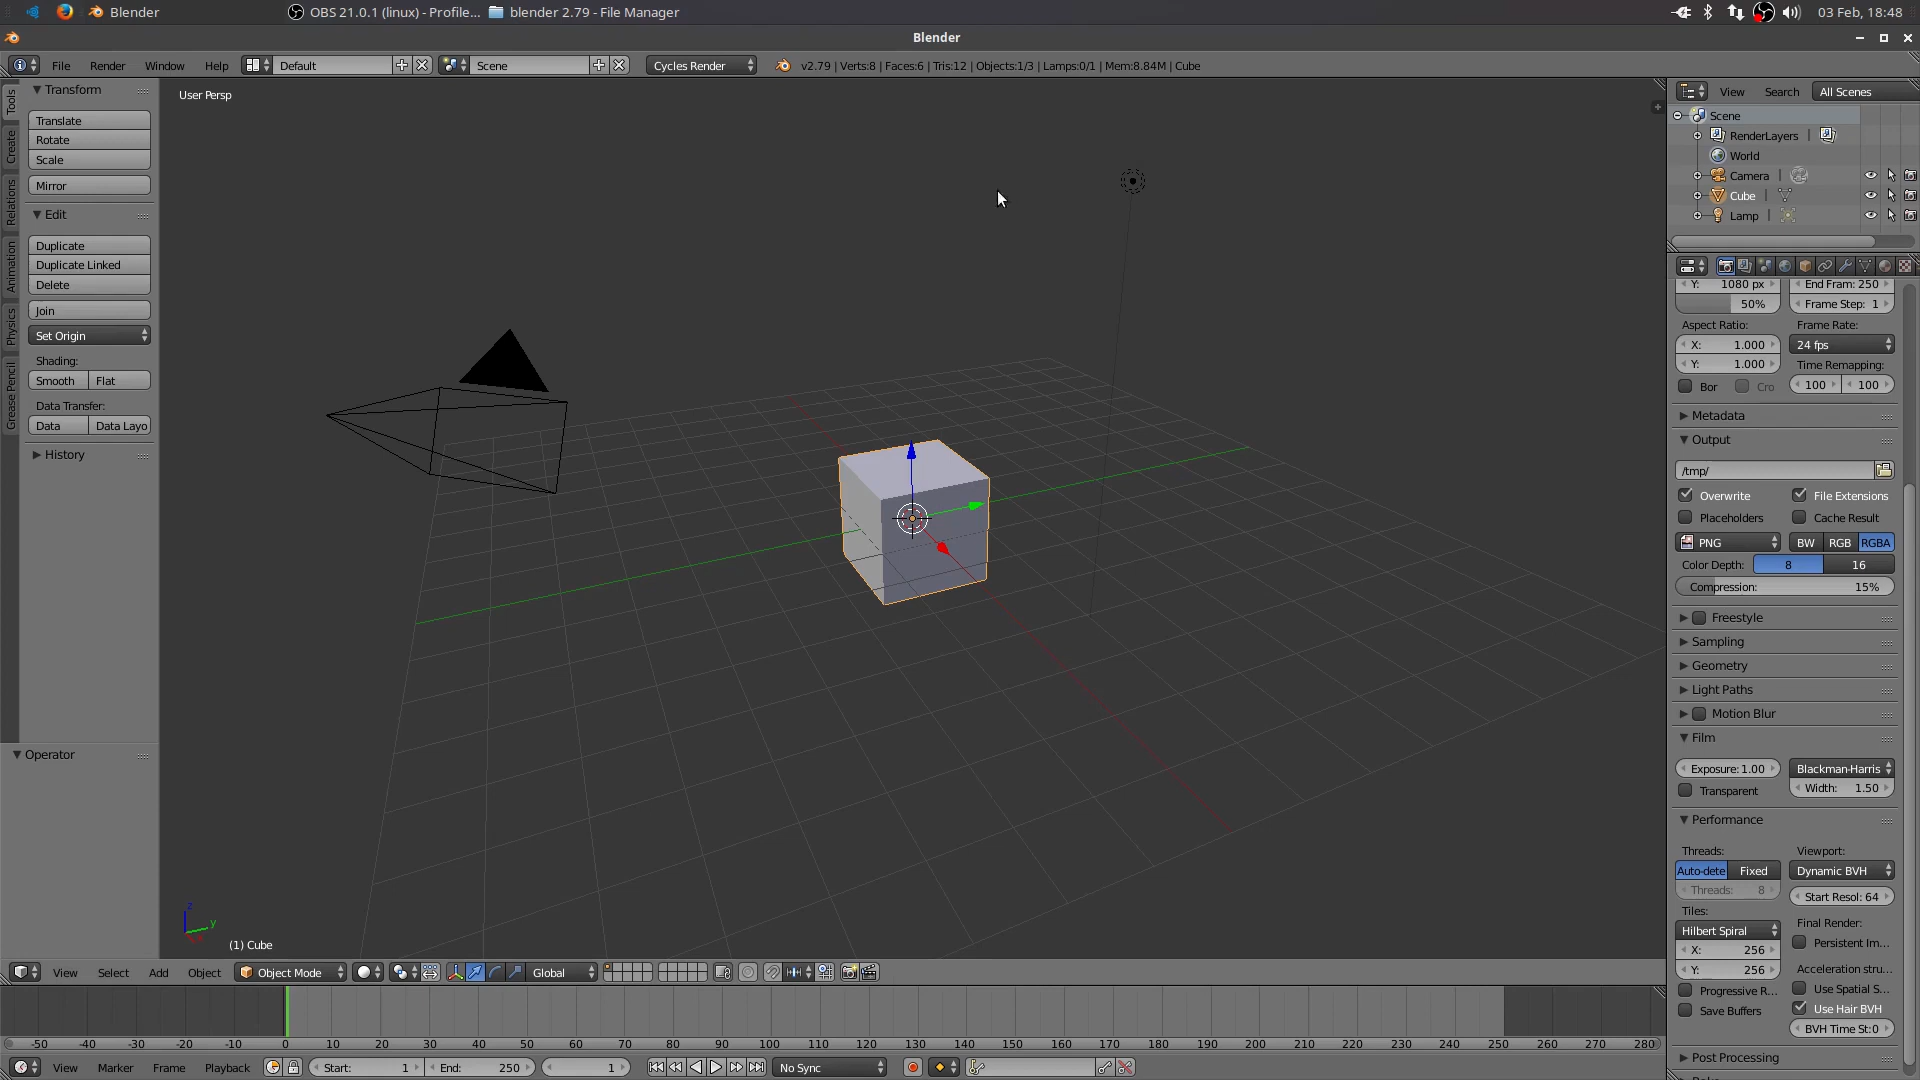 Blender
OBS 21.0.1 (linux) - Profile...
blender 2.79 - File Manager
03 Feb, 18:48
Blender
File
Render
Window
Help
Default
Scene
Cycles Render
v2.79 | Verts:8 | Faces:6 | Tris:12 | Objects:1/3 | Lamps:0/1 | Mem:8.84M | Cube
Tools
Create
Relations
Animation
Physics
Grease Pencil
Transform
Translate
Rotate
Scale
Mirror
Edit
Duplicate
Duplicate Linked
Delete
Join
Set Origin
Shading:
Smooth
Flat
Data Transfer:
Data
Data Layo
History
Operator
User Persp
z
y
x
(1) Cube
View
Search
All Scenes
Scene
RenderLayers
World
Camera
Cube
Lamp
Y: 1080 px
End Fram: 250
50%
Frame Step: 1
Aspect Ratio:
Frame Rate:
X: 1.000
24 fps
Y: 1.000
Time Remapping:
Bor
Cro
100
100
Metadata
Output
/tmp/
Overwrite
File Extensions
Placeholders
Cache Result
PNG
BW
RGB
RGBA
Color Depth:
8
16
Compression: 15%
Freestyle
Sampling
Geometry
Light Paths
Motion Blur
Film
Exposure: 1.00
Blackman-Harris
Transparent
Width: 1.50
Performance
Threads:
Viewport:
Auto-dete
Fixed
Dynamic BVH
Threads: 8
Start Resol: 64
Tiles:
Final Render:
Hilbert Spiral
Persistent Im...
X: 256
Y: 256
Acceleration stru...
Progressive R...
Use Spatial S...
Save Buffers
Use Hair BVH
BVH Time St:0
Post Processing
View
Select
Add
Object
Object Mode
Global
-50 -40 -30 -20 -10 0 10 20 30 40 50 60 70 80 90 100 110 120 130 140 150 160 170 180 190 200 210 220 230 240 250 260 270 280
View
Marker
Frame
Playback
Start: 1
End: 250
1
No Sync